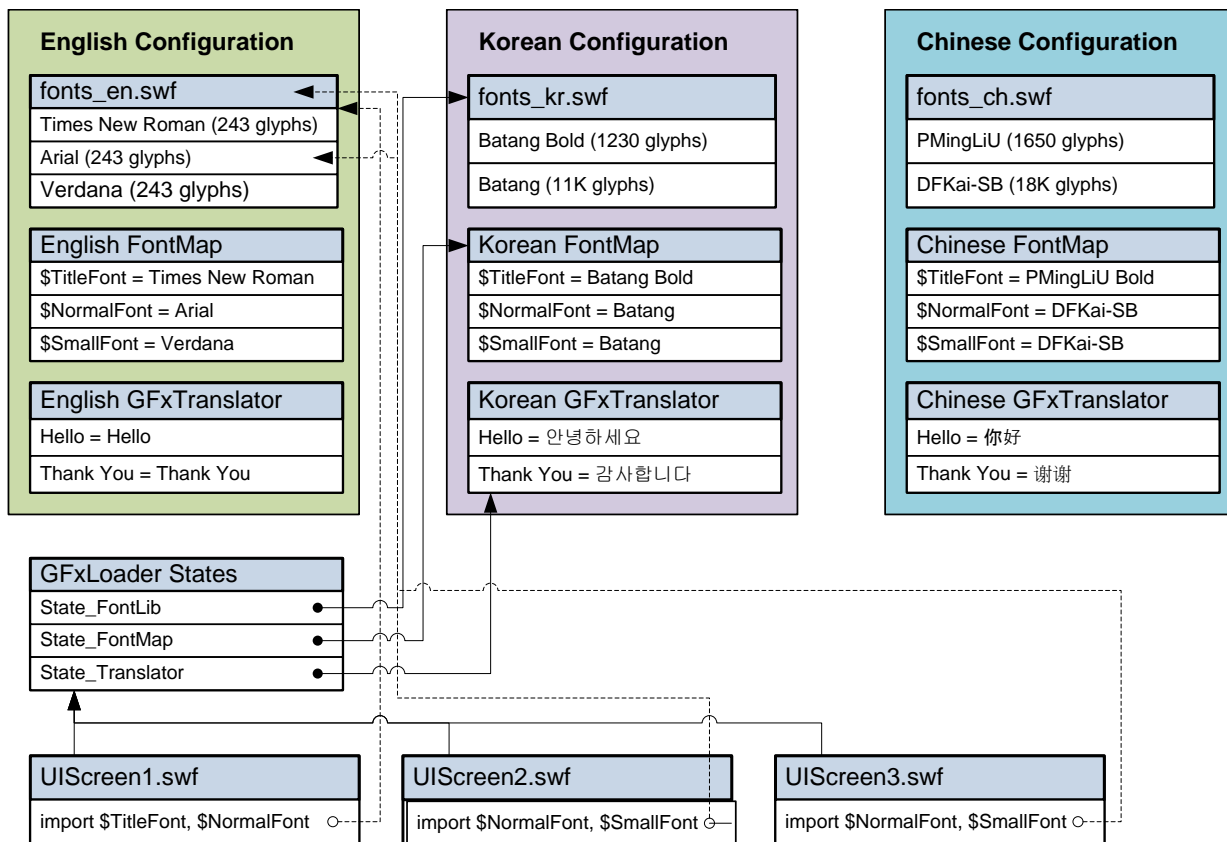 English Configuration
fonts_en.swf
Times New Roman (243 glyphs)
Arial (243 glyphs)
Verdana (243 glyphs)
English FontMap
$TitleFont = Times New Roman
$NormalFont = Arial
$SmallFont = Verdana
English GFxTranslator
Hello = Hello
Thank You = Thank You
Korean Configuration
fonts_kr.swf
Batang Bold (1230 glyphs)
Batang (11K glyphs)
Korean FontMap
$TitleFont = Batang Bold
$NormalFont = Batang
$SmallFont = Batang
Korean GFxTranslator
Hello = 안녕하세요
Thank You = 감사합니다
Chinese Configuration
fonts_ch.swf
PMingLiU (1650 glyphs)
DFKai-SB (18K glyphs)
Chinese FontMap
$TitleFont = PMingLiU Bold
$NormalFont = DFKai-SB
$SmallFont = DFKai-SB
Chinese GFxTranslator
Hello = 你好
Thank You = 谢谢
GFxLoader States
State_FontLib
State_FontMap
State_Translator
UIScreen1.swf
import $TitleFont, $NormalFont
UIScreen2.swf
import $NormalFont, $SmallFont
UIScreen3.swf
import $NormalFont, $SmallFont